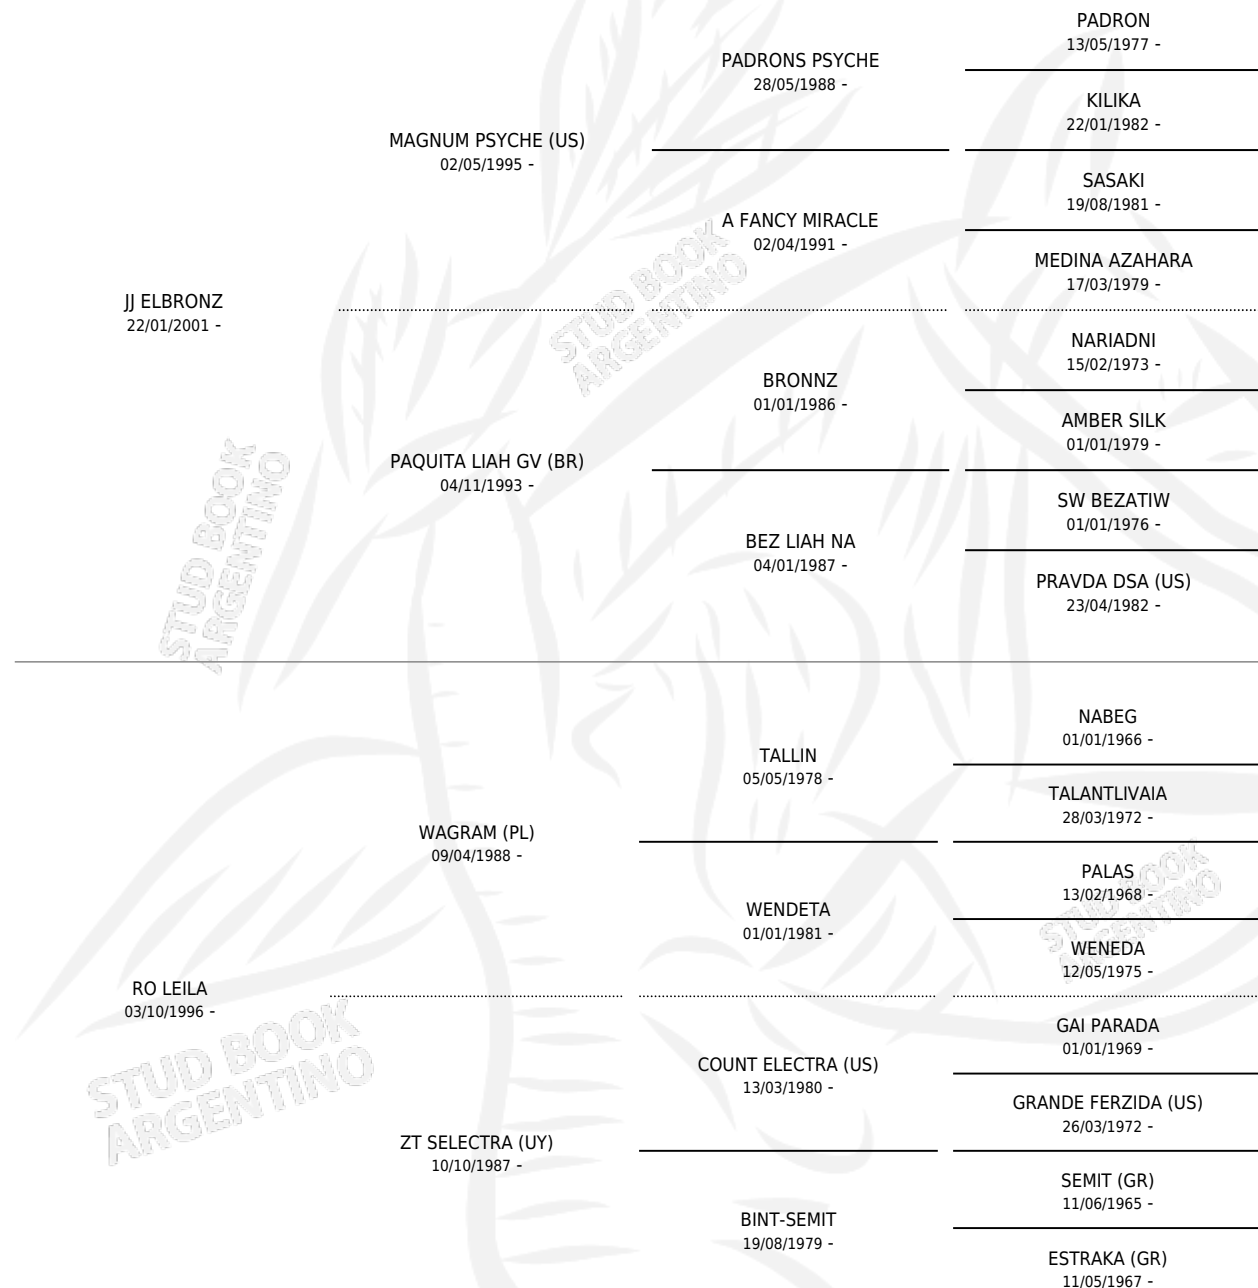 PADRON
13/05/1977 -
PADRONS PSYCHE
28/05/1988 -
KILIKA
22/01/1982 -
MAGNUM PSYCHE (US)
02/05/1995 -
SASAKI
19/08/1981 -
A FANCY MIRACLE
02/04/1991 -
MEDINA AZAHARA
17/03/1979 -
JJ ELBRONZ
22/01/2001 -
NARIADNI
15/02/1973 -
BRONNZ
01/01/1986 -
AMBER SILK
01/01/1979 -
PAQUITA LIAH GV (BR)
04/11/1993 -
SW BEZATIW
01/01/1976 -
BEZ LIAH NA
04/01/1987 -
PRAVDA DSA (US)
23/04/1982 -
NABEG
01/01/1966 -
TALLIN
05/05/1978 -
TALANTLIVAIA
28/03/1972 -
WAGRAM (PL)
09/04/1988 -
PALAS
13/02/1968 -
WENDETA
01/01/1981 -
WENEDA
12/05/1975 -
RO LEILA
03/10/1996 -
GAI PARADA
01/01/1969 -
COUNT ELECTRA (US)
13/03/1980 -
GRANDE FERZIDA (US)
26/03/1972 -
ZT SELECTRA (UY)
10/10/1987 -
SEMIT (GR)
11/06/1965 -
BINT-SEMIT
19/08/1979 -
ESTRAKA (GR)
11/05/1967 -
STUD BOOK
ARGENTINO
STUD BOOK
ARGENTINO
STUD BOOK
ARGENTINO
STUD BOOK
ARGENTINO